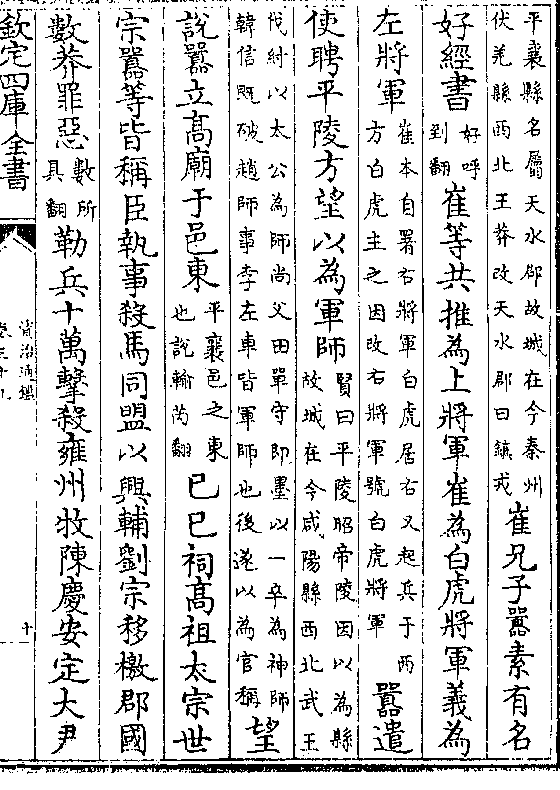 平襄縣名屬天水郡故城在今秦州
伏羌縣西北王莽改天水郡曰鎮戎
崔兄子囂素有名
好經書
好呼
到翻
崔等共推為上將軍崔為白虎將軍義為
左將軍
崔本自署右將軍白虎居右又起兵于西
方白虎主之因改右將軍號白虎將軍
囂遣
使聘平陵方望以為軍師
賢曰平陵昭帝陵因以為縣
故城在今咸陽縣西北武王
伐紂以太公為師尚父田單守即墨以一卒為神師
韓信既破趙師事李左車皆軍師也後遂以為官稱
望
說囂立高廟于邑東
平襄邑之東
也說輸芮翻
己巳祠高祖太宗世
宗囂等皆稱臣執事殺馬同盟以興輔劉宗移檄郡國
數莽罪惡
數所
具翻
勒兵十萬擊殺雍州牧陳慶安定大尹
欽定四庫全書
資治通鑑
卷三十九
十